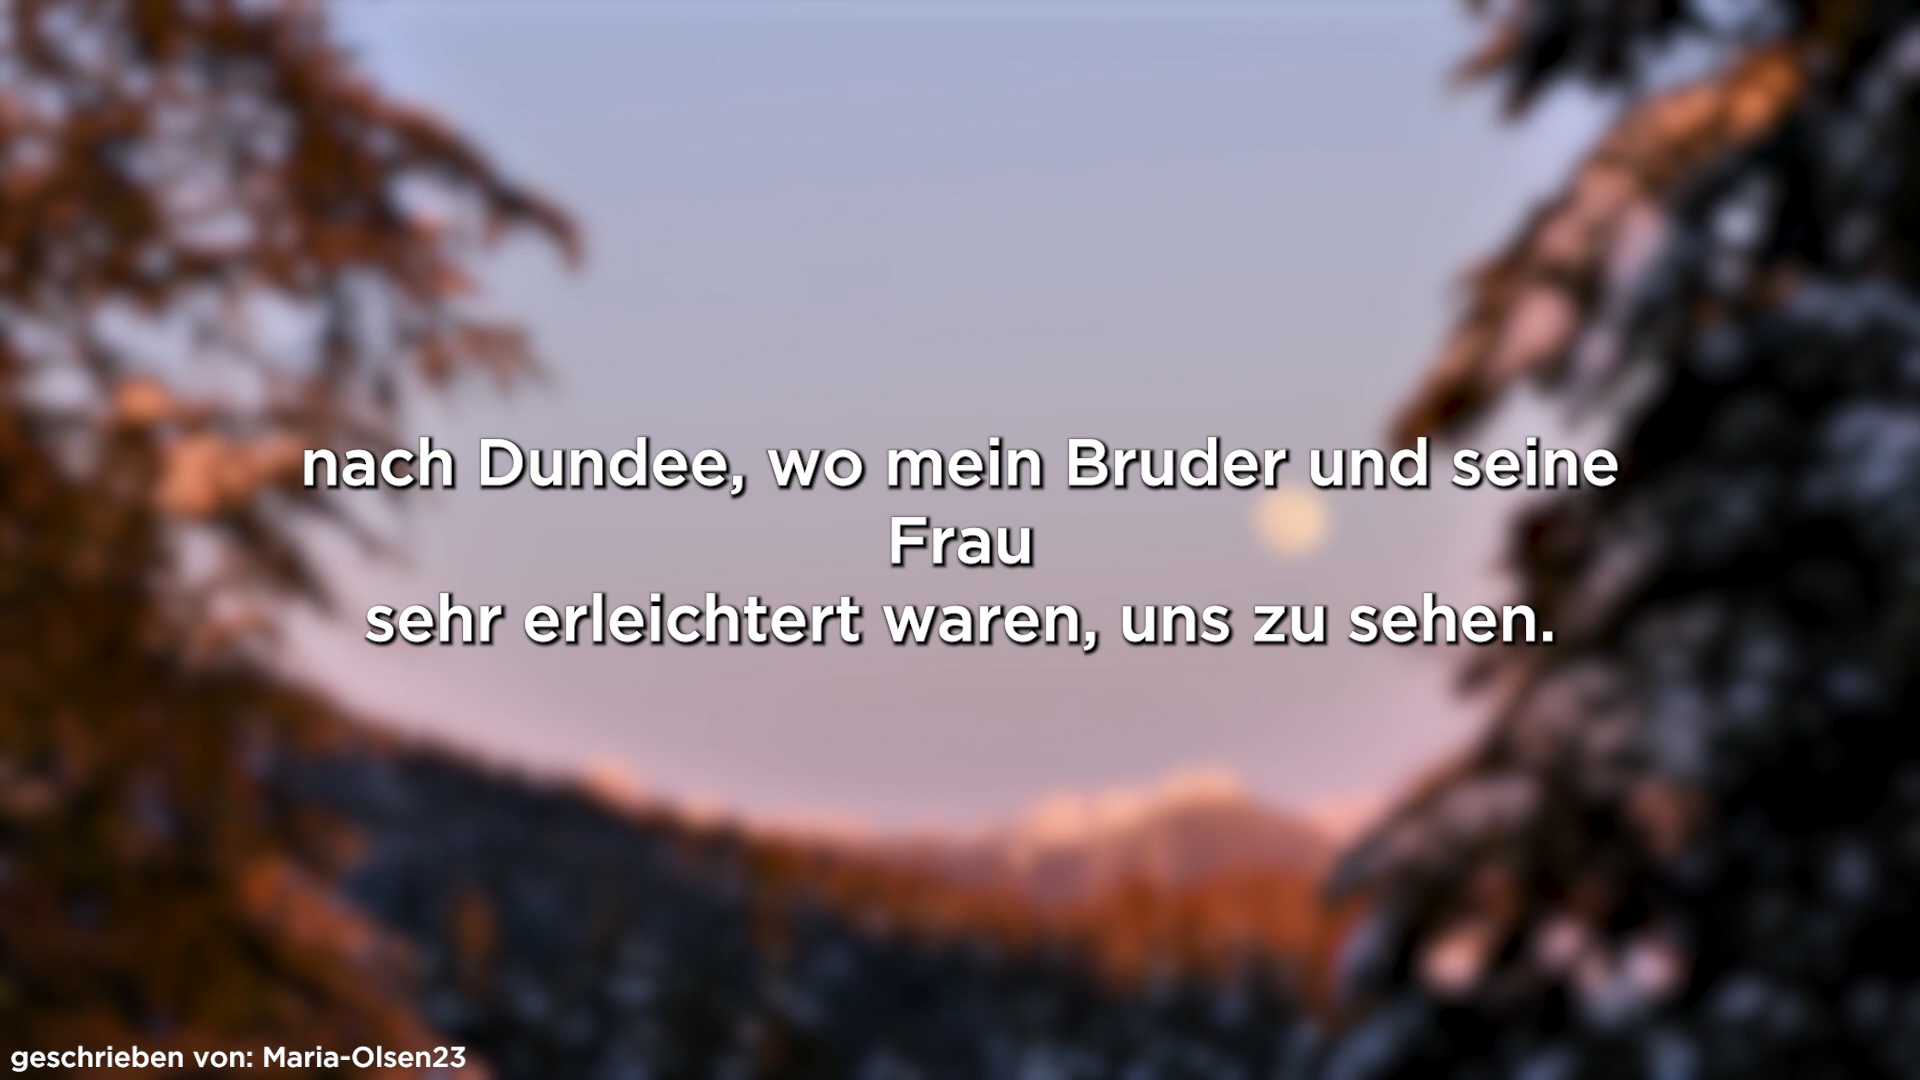 nach Dundee, wo mein Bruder und seine
Frau
sehr erleichtert waren, uns zu sehen.
geschrieben von: Maria-Olsen23